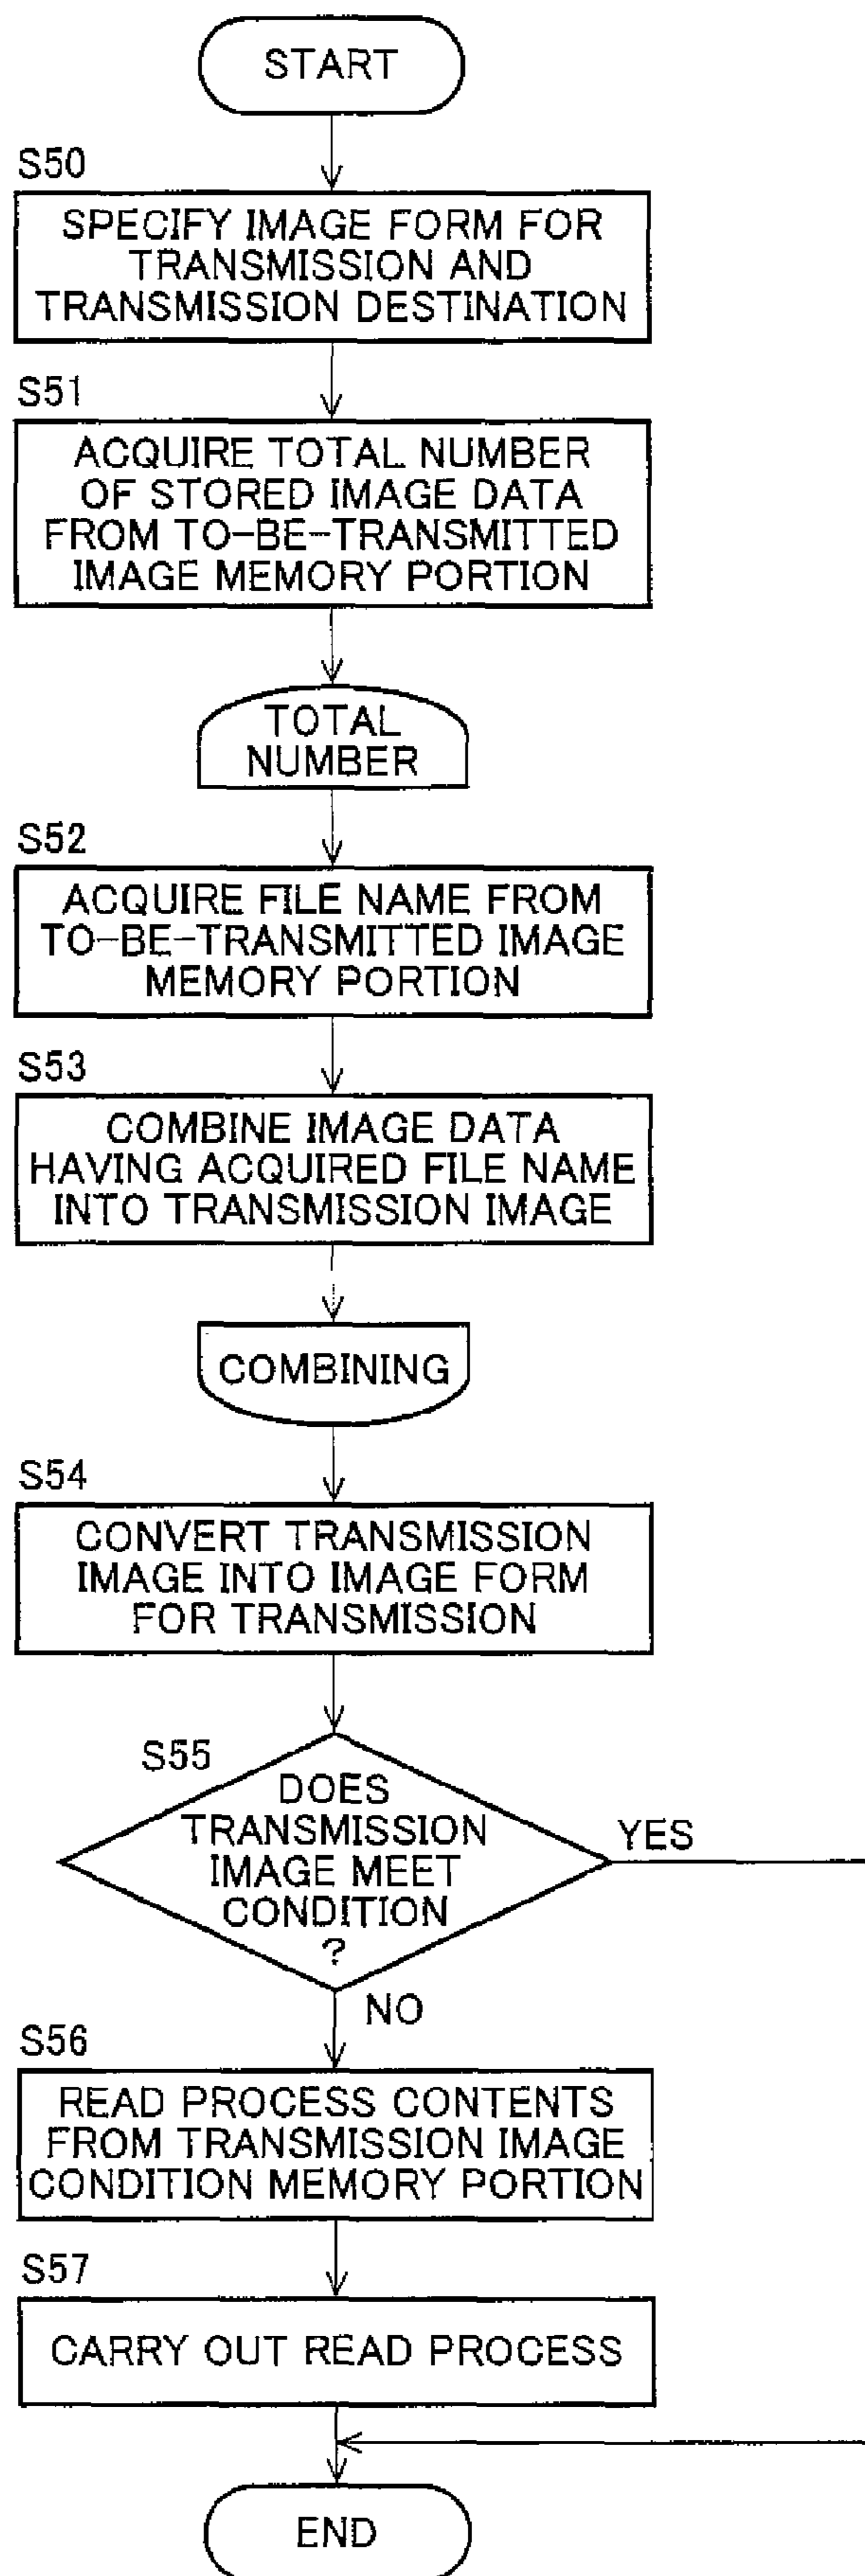 START
S50
SPECIFY IMAGE FORM FOR
TRANSMISSION AND
TRANSMISSION DESTINATION
S51
ACQUIRE TOTAL NUMBER
OF STORED IMAGE DATA
FROM TO-BE-TRANSMITTED
IMAGE MEMORY PORTION
TOTAL
NUMBER
S52
ACQUIRE FILE NAME FROM
TO-BE-TRANSMITTED IMAGE
MEMORY PORTION
S53
COMBINE IMAGE DATA
HAVING ACQUIRED FILE NAME
INTO TRANSMISSION IMAGE
COMBINING
S54
CONVERT TRANSMISSION
IMAGE INTO IMAGE FORM
FOR TRANSMISSION
S55
DOES
TRANSMISSION
IMAGE MEET
CONDITION
?
YES
NO
S56
READ PROCESS CONTENTS
FROM TRANSMISSION IMAGE
CONDITION MEMORY PORTION
S57
CARRY OUT READ PROCESS
END